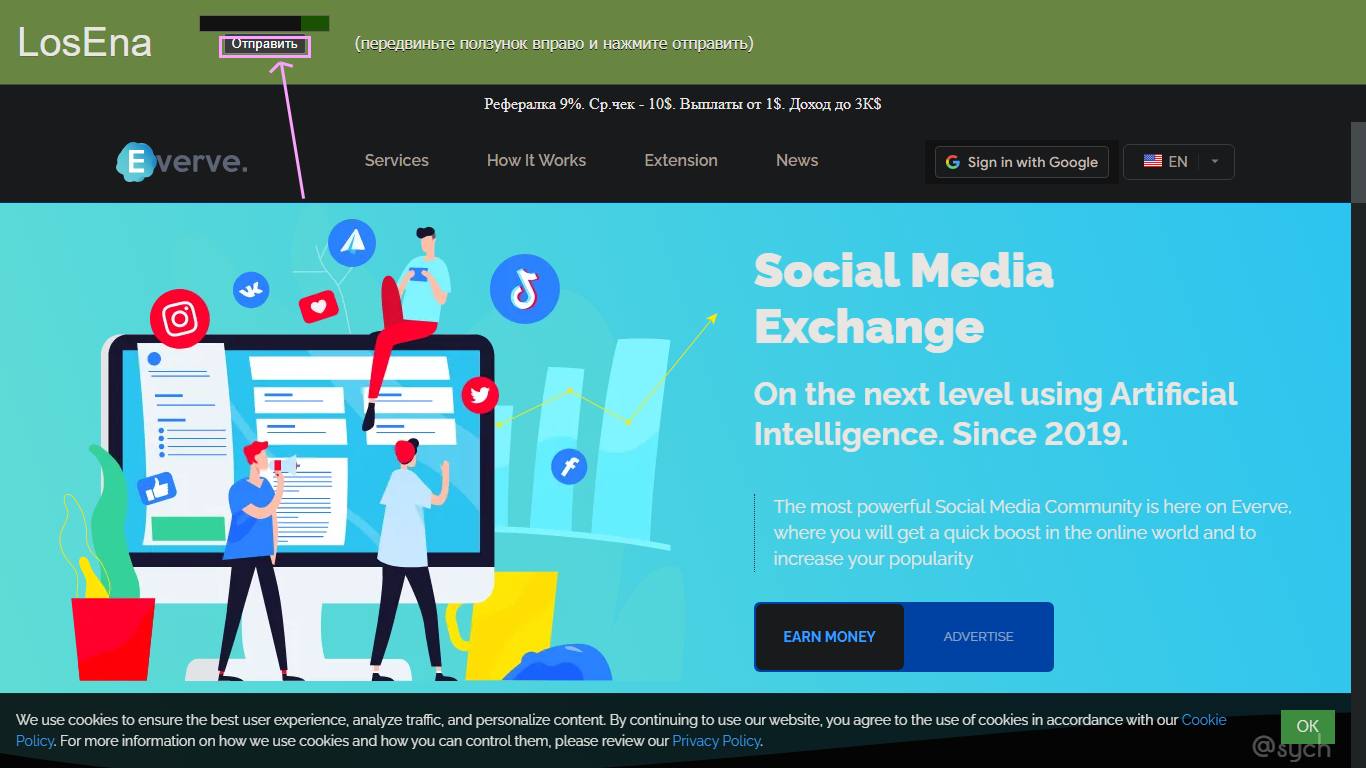 LosEna
Отправить
(передвиньте ползунок вправо и нажмите отправить)
Рефералка 9%. Ср.чек - 10$. Выплаты от 1$. Доход до 3К$
Everve.
Services
How It Works
Extension
News
Sign in with Google
EN
Social Media
Exchange
On the next level using Artificial
Intelligence. Since 2019.
The most powerful Social Media Community is here on Everve,
where you will get a quick boost in the online world and to
increase your popularity
EARN MONEY
ADVERTISE
We use cookies to ensure the best user experience, analyze traffic, and personalize content. By continuing to use our website, you agree to the use of cookies in accordance with our Cookie
Policy. For more information on how we use cookies and how you can control them, please review our Privacy Policy.
OK
@sych